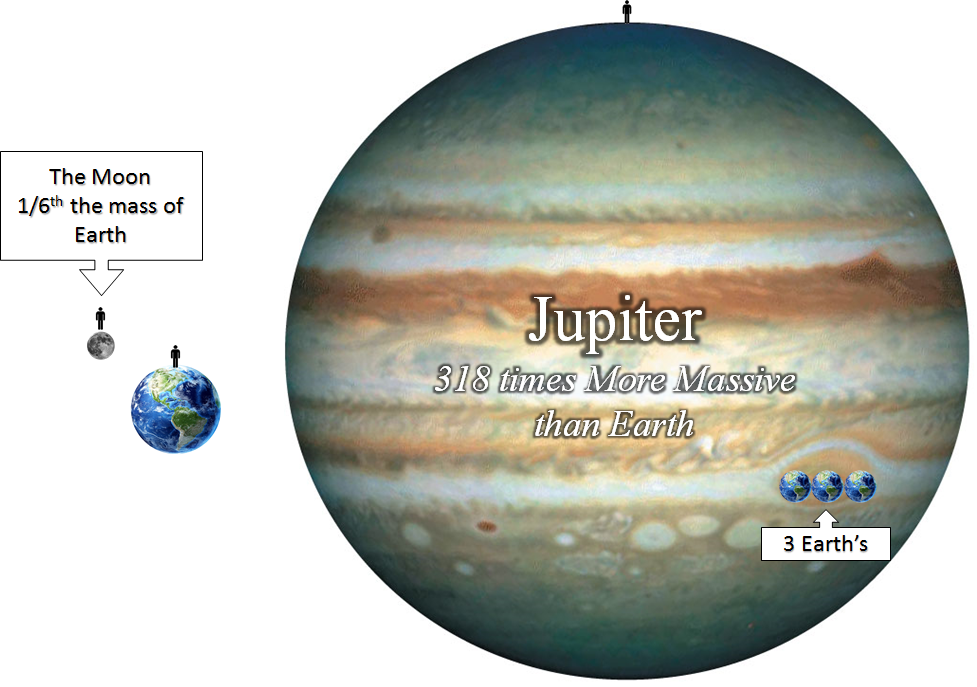 The Moon
1/6th the mass of
Earth
Jupiter
318 times More Massive
than Earth
3 Earth's